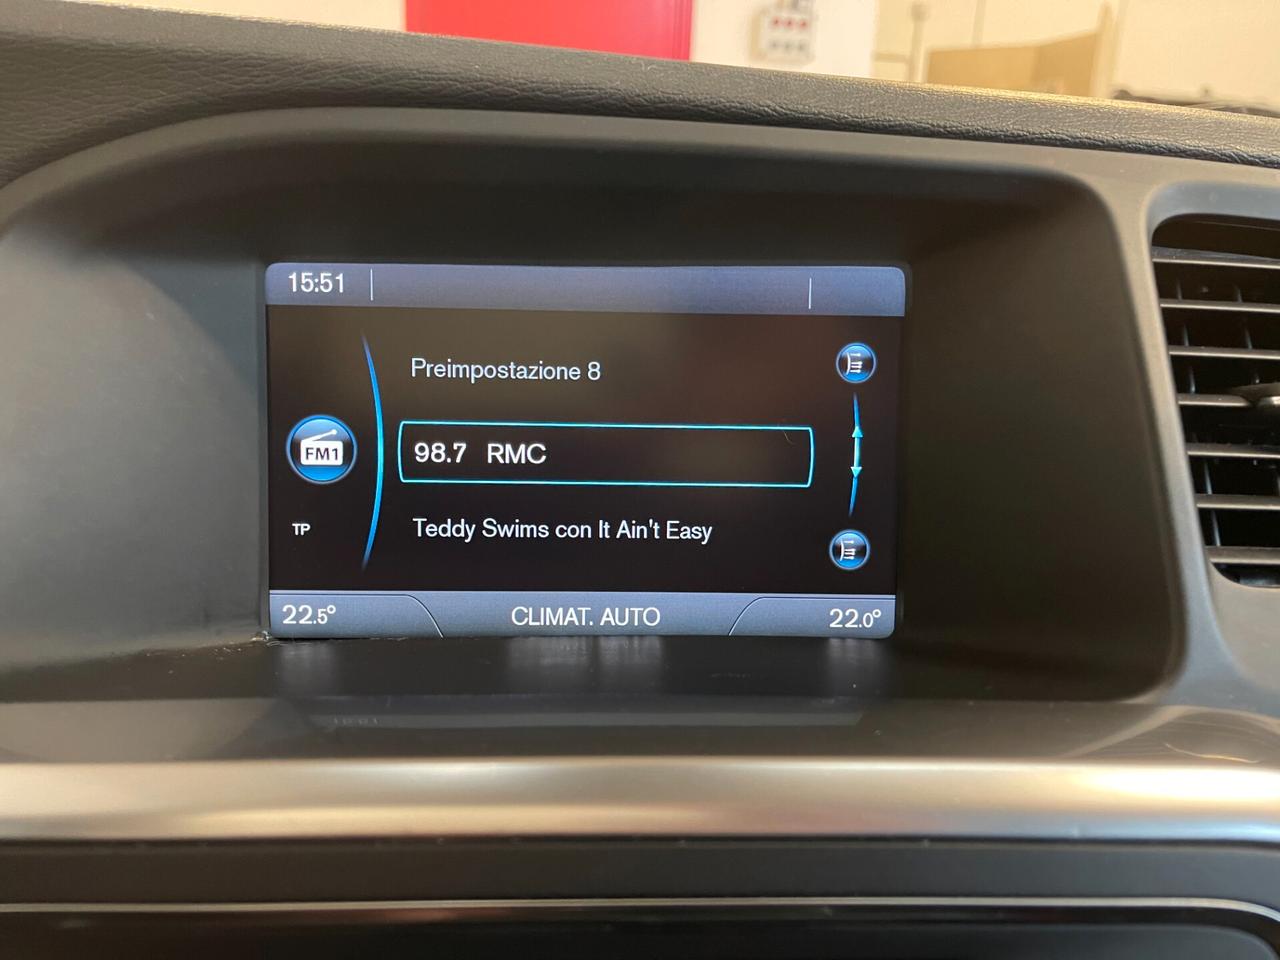 15:51
Preimpostazione 8
FM1
98.7 RMC
TP
Teddy Swims con It Ain't Easy
22.5°
CLIMAT. AUTO
22.0°